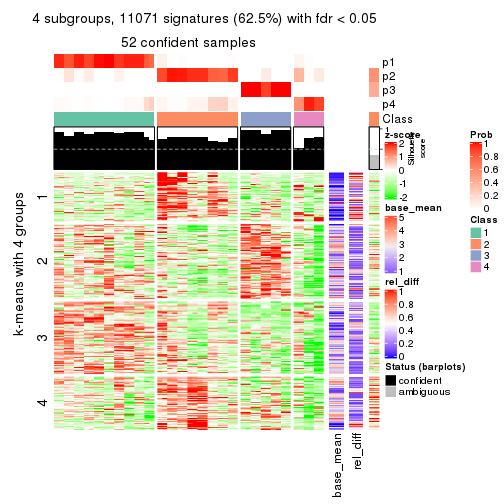 4 subgroups, 11071 signatures (62.5%) with fdr < 0.05
52 confident samples
p1
p2
p3
p4
Class
1
0
Silhouette
score
k-means with 4 groups
1
2
3
4
base_mean
rel_diff
z-score
2
1
0
-1
-2
base_mean
5
4
3
2
1
rel_diff
1
0.8
0.6
0.4
0.2
0
Status (barplots)
confident
ambiguous
Prob
1
0.8
0.6
0.4
0.2
0
Class
1
2
3
4